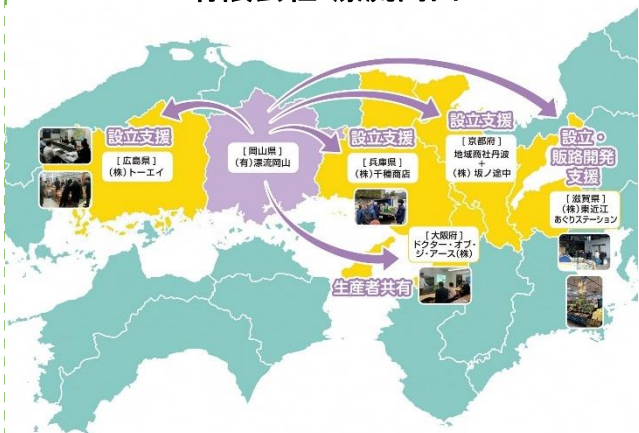 設立支援
[広島県]
(株)トーエイ
[岡山県]
(有)漂流岡山
設立支援
[兵庫県]
(株)千種商店
設立支援
[京都府]
地域商社丹波
+
(株)坂ノ途中
設立・
販路開発
支援
[滋賀県]
(株)東近江
あぐりステーション
[大阪府]
ドクター・オブ・
ジ・アース(株)
生産者共有